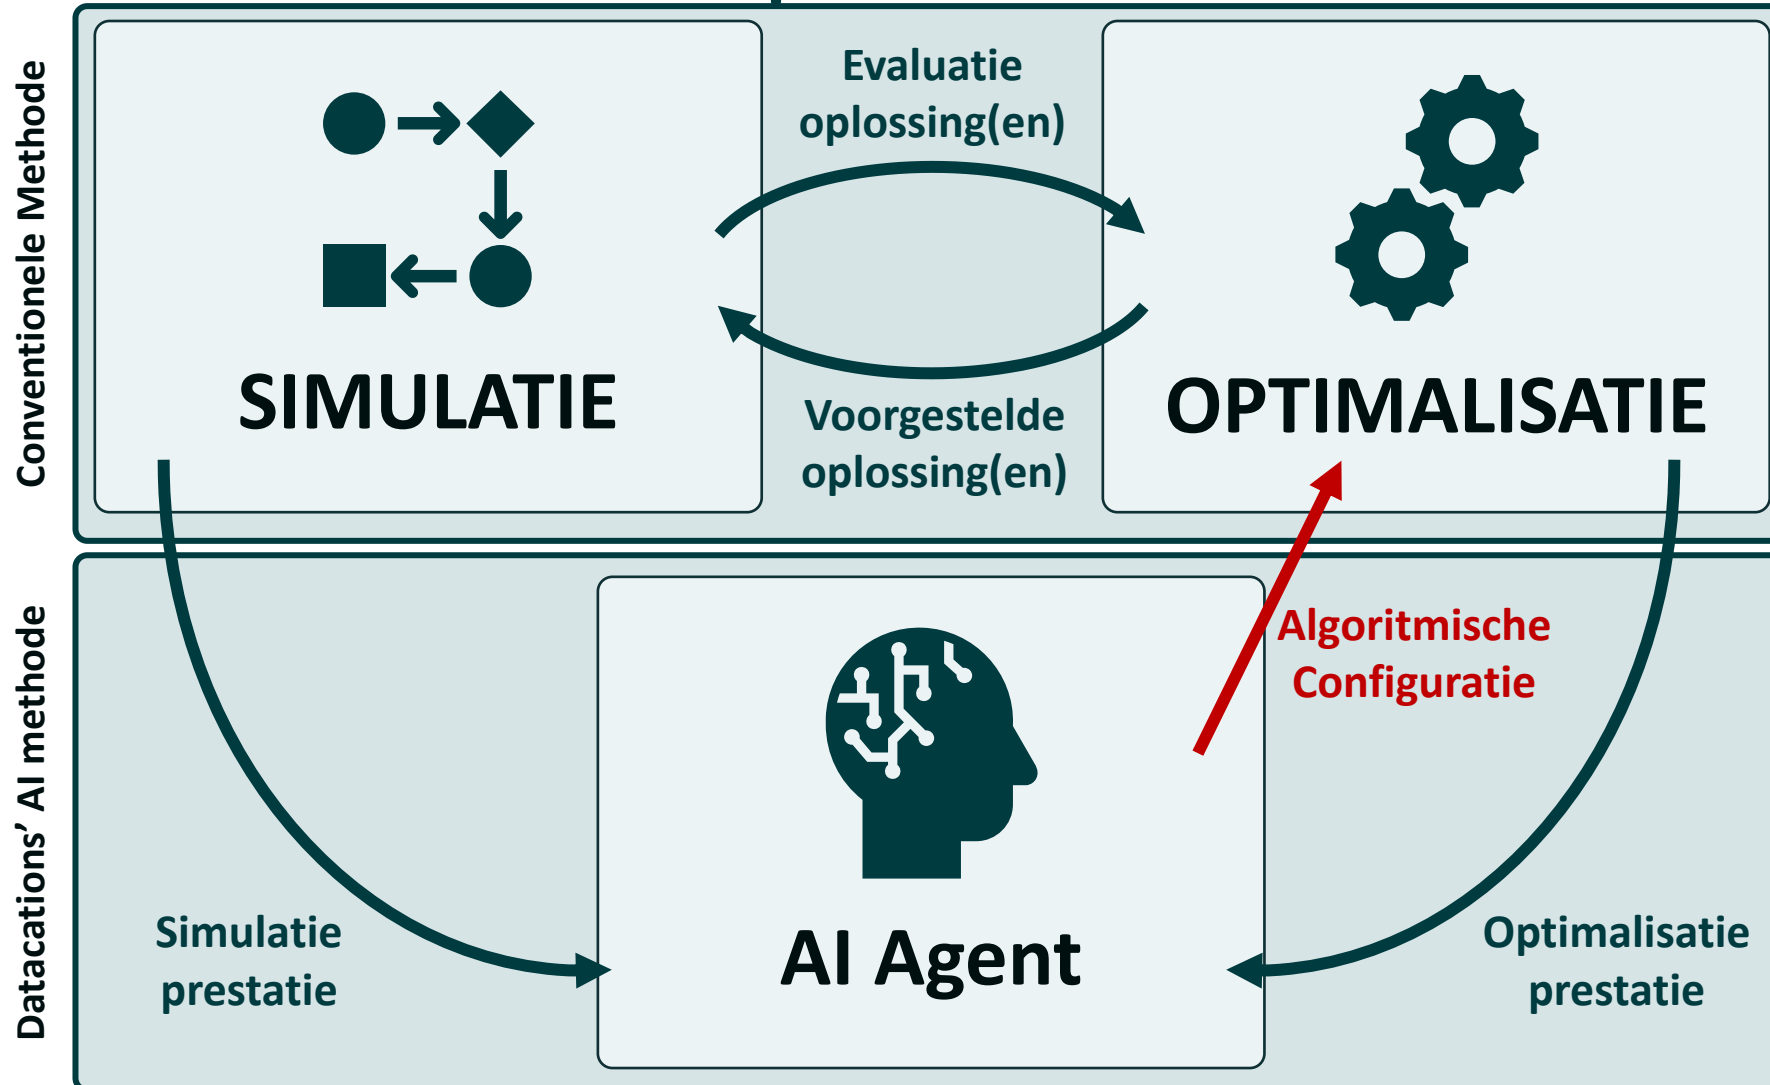 Conventionele Methode
Evaluatie
oplossing(en)
SIMULATIE
OPTIMALISATIE
Voorgestelde
oplossing(en)
Datacations' AI methode
Algoritmische
Configuratie
Simulatie
prestatie
AI Agent
Optimalisatie
prestatie